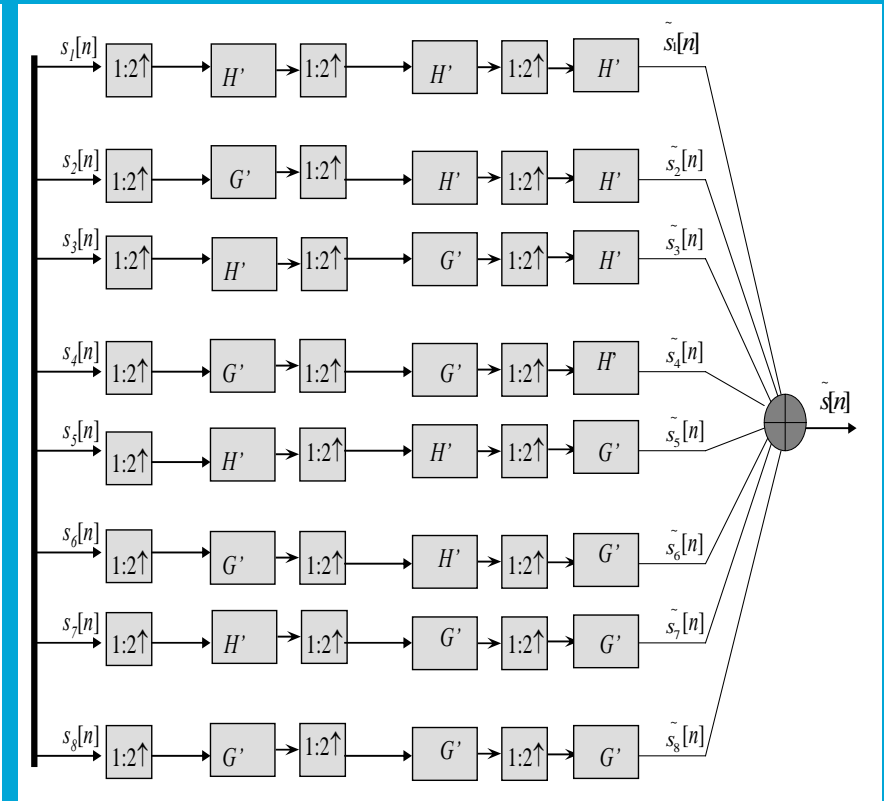 s₁[n] 1:2↑ H’ 1:2↑ H’ 1:2↑ H’ s̃₁[n]
s₂[n] 1:2↑ G’ 1:2↑ H’ 1:2↑ H’ s̃₂[n]
s₃[n] 1:2↑ H’ 1:2↑ G’ 1:2↑ H’ s̃₃[n]
s₄[n] 1:2↑ G’ 1:2↑ G’ 1:2↑ H’ s̃₄[n]
s̃[n]
s₅[n] 1:2↑ H’ 1:2↑ H’ 1:2↑ G’ s̃₅[n]
s₆[n] 1:2↑ G’ 1:2↑ H’ 1:2↑ G’ s̃₆[n]
s₇[n] 1:2↑ H’ 1:2↑ G’ 1:2↑ G’ s̃₇[n]
s₈[n] 1:2↑ G’ 1:2↑ G’ 1:2↑ G’ s̃₈[n]